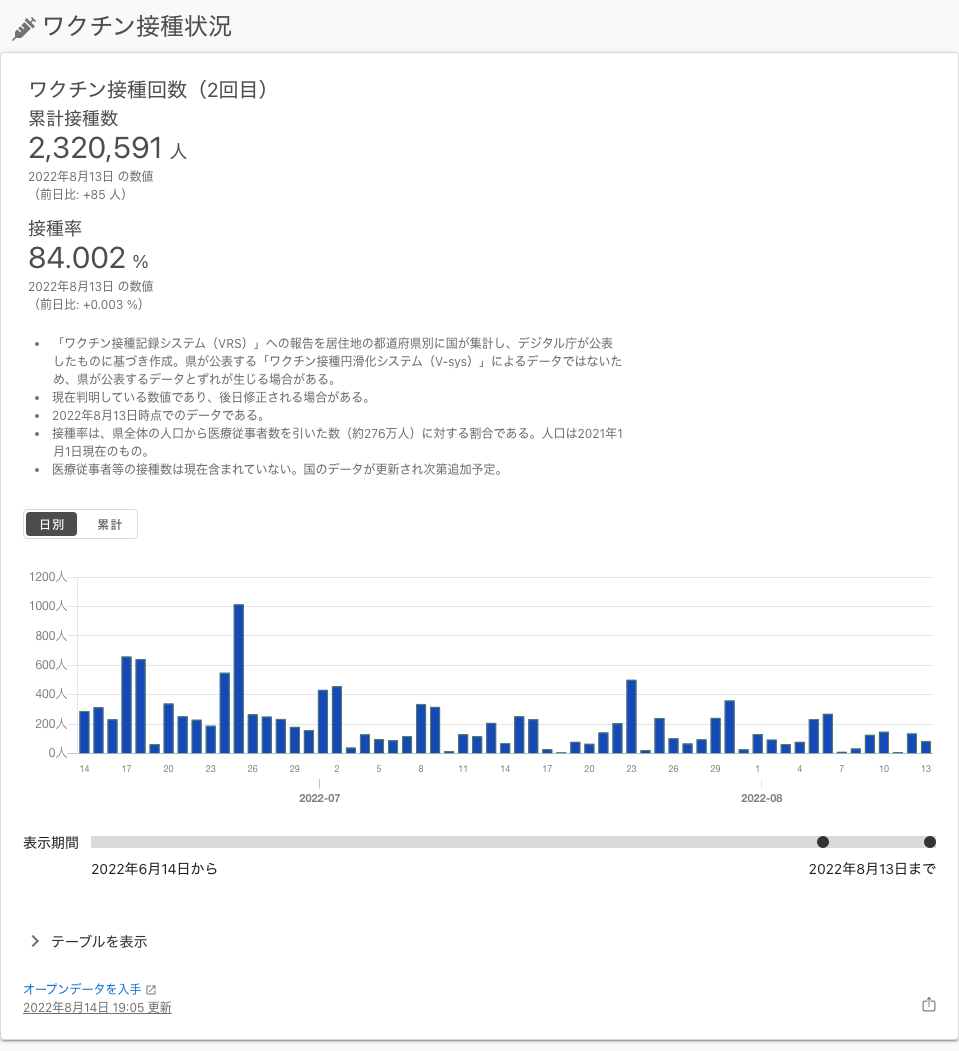 ワクチン接種状況
ワクチン接種回数（2回目）
累計接種数
2,320,591 人
2022年8月13日 の数値
（前日比: +85 人）
接種率
84.002 %
2022年8月13日 の数値
（前日比: +0.003 %）
• 「ワクチン接種記録システム（VRS）」への報告を居住地の都道府県別に国が集計し、デジタル庁が公表
したものに基づき作成。県が公表する「ワクチン接種円滑化システム（V-sys）」によるデータではないた
め、県が公表するデータとずれが生じる場合がある。
• 現在判明している数値であり、後日修正される場合がある。
• 2022年8月13日時点でのデータである。
• 接種率は、県全体の人口から医療従事者数を引いた数（約276万人）に対する割合である。人口は2021年1
月1日現在のもの。
• 医療従事者等の接種数は現在含まれていない。国のデータが更新され次第追加予定。
日別 累計
1200人
1000人
800人
600人
400人
200人
0人
14 17 20 23 26 29 2 5 8 11 14 17 20 23 26 29 1 4 7 10 13
2022-07 2022-08
表示期間
2022年6月14日から 2022年8月13日まで
テーブルを表示
オープンデータを入手
2022年8月14日 19:05 更新